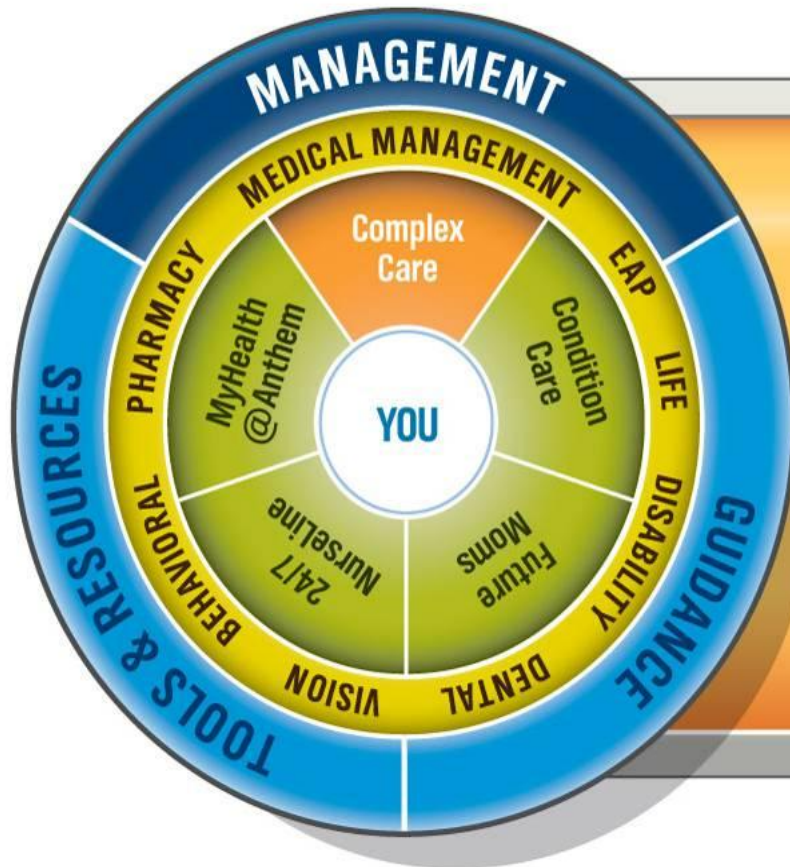 MANAGEMENT
GUIDANCE
TOOLS & RESOURCES
MEDICAL MANAGEMENT
EAP
LIFE
DISABILITY
DENTAL
VISION
BEHAVIORAL
PHARMACY
Complex
Care
Condition
Care
Future
Moms
24/7
NurseLine
MyHealth
@Anthem
YOU